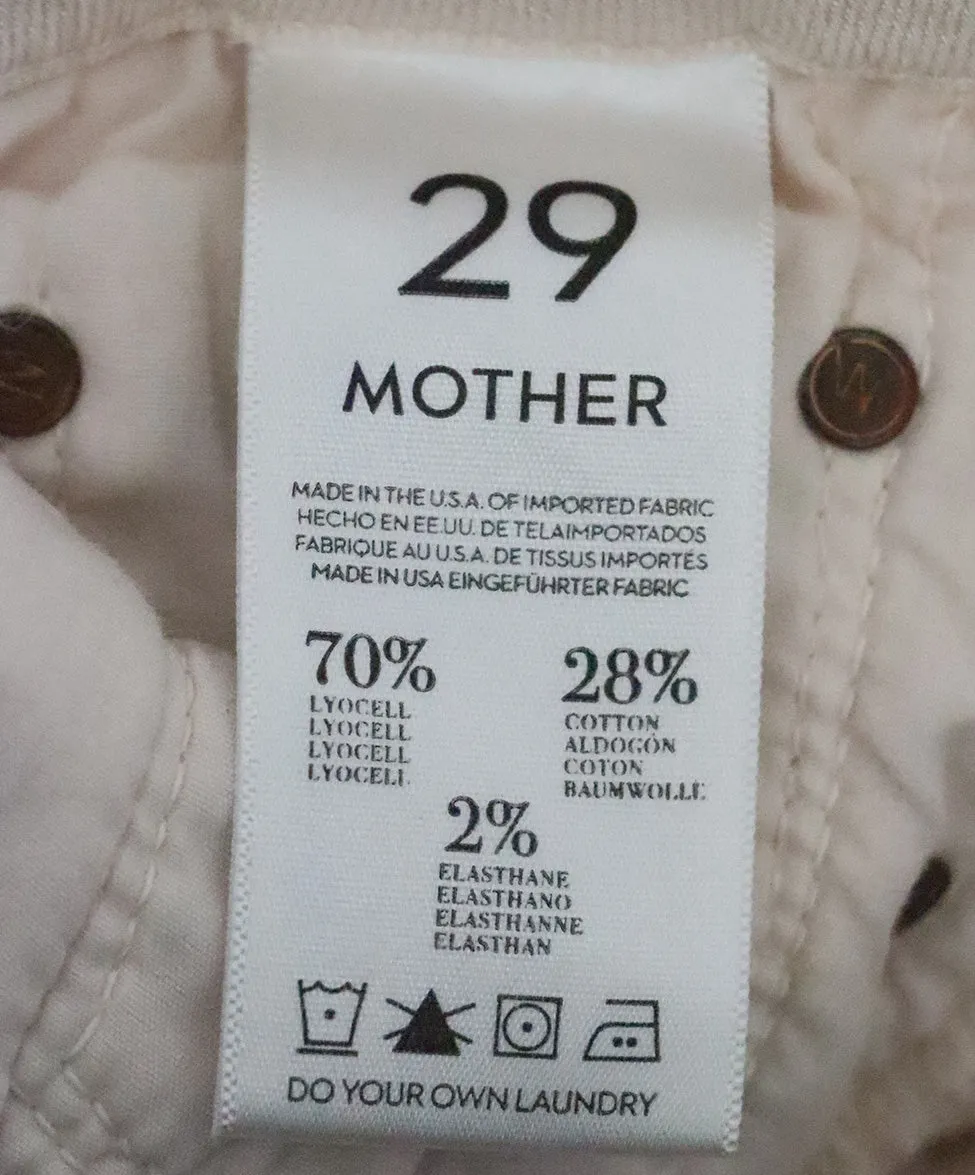 29
MOTHER
MADE IN THE U.S.A. OF IMPORTED FABRIC
HECHO EN EE.UU. DE TELA IMPORTADOS
FABRIQUE AU U.S.A. DE TISSUS IMPORTÉS
MADE IN USA EINGEFÜHRTER FABRIC
70%
LYOCELL
LYOCELL
LYOCELL
LYOCELL
28%
COTTON
ALDOGÓN
COTON
BAUMWOLLE
2%
ELASTHANE
ELASTHANO
ELASTHANNE
ELASTHAN
DO YOUR OWN LAUNDRY